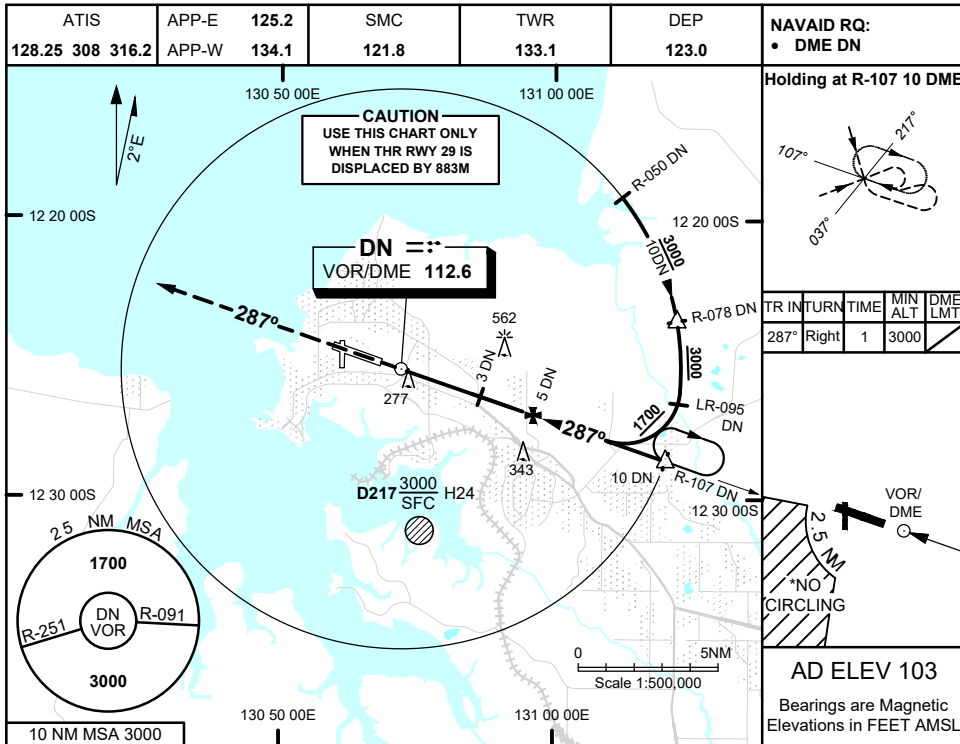 ATIS
128.25 308 316.2
APP-E 125.2
APP-W 134.1
SMC
121.8
TWR
133.1
DEP
123.0
NAVAID RQ:
• DME DN
130 50 00E
131 00 00E
2°E
CAUTION
USE THIS CHART ONLY
WHEN THR RWY 29 IS
DISPLACED BY 883M
R-050 DN
12 20 00S
12 20 00S
3000
10DN
DN
VOR/DME 112.6
287°
562
R-078 DN
3 DN
3000
5 DN
277
LR-095
DN
1700
287°
343
10 DN
R-107 DN
D217 3000 H24
SFC
12 30 00S
12 30 00S
2.5 NM MSA
1700
R-251
DN
VOR
R-091
3000
0 5NM
Scale 1:500,000
130 50 00E
131 00 00E
10 NM MSA 3000
Holding at R-107 10 DME
107°
217°
037°
TR IN TURN TIME MIN ALT DME LMT
287° Right 1 3000
VOR/
DME
2.5 NM
*NO
CIRCLING
AD ELEV 103
Bearings are Magnetic
Elevations in FEET AMSL